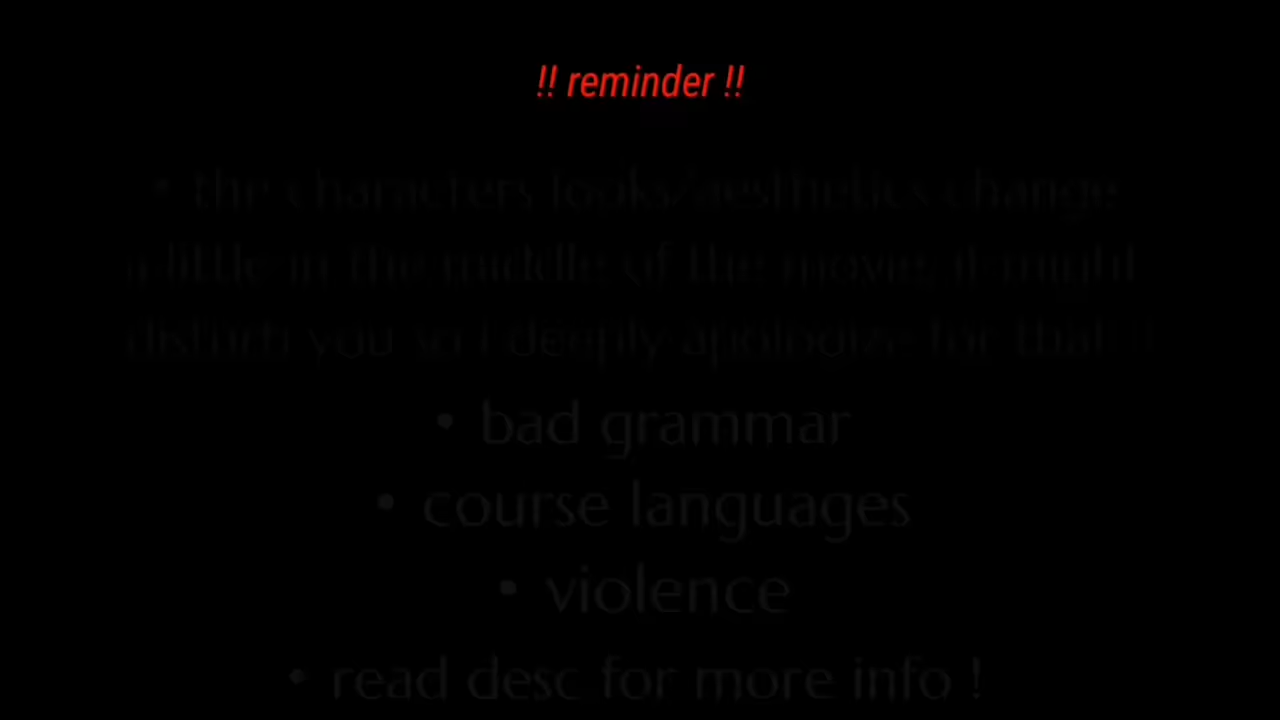 !! reminder !!
• the characters looks/aesthetics change
a little in the middle of the movie, it might
disturb you so i deeply apologize for that !!
• bad grammar
• course languages
• violence
• read desc for more info !